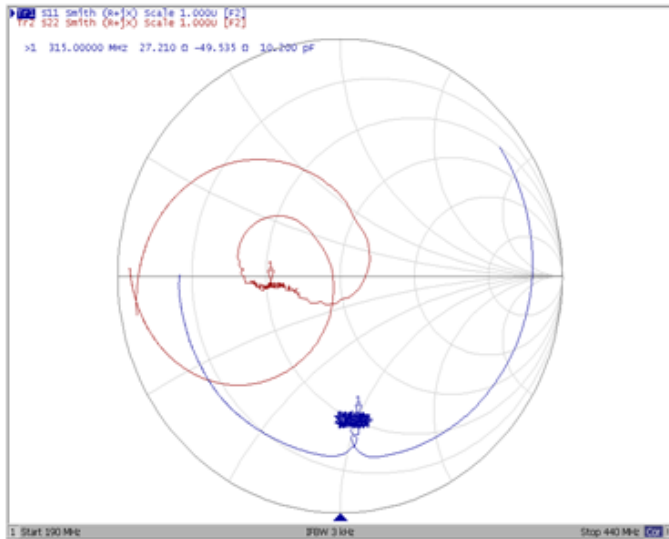 Tr1 S11 Smith (R+jX) Scale 1.000U [F2]
Tr2 S22 Smith (R+jX) Scale 1.000U [F2]
>1 315.00000 MHz 27.210 Ω -49.535 Ω 10.200 pF
1 Start 190 MHz IFBW 3 kHz Stop 440 MHz Cor